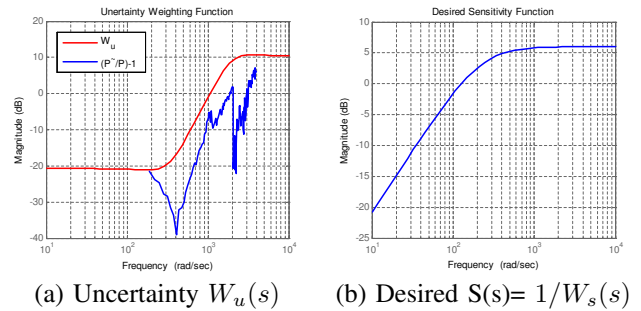 Unertainty Weighting Function
Magnitude (dB)
20
10
0
-10
-20
-30
-40
W_u
(P~/P)-1
10^1
10^2
10^3
10^4
Frequency (rad/sec)
(a) Uncertainty W_u(s)
Desired Sensitivity Function
Magnitude (dB)
10
5
0
-5
-10
-15
-20
-25
10^1
10^2
10^3
10^4
Frequency (rad/sec)
(b) Desired S(s)= 1/W_s(s)